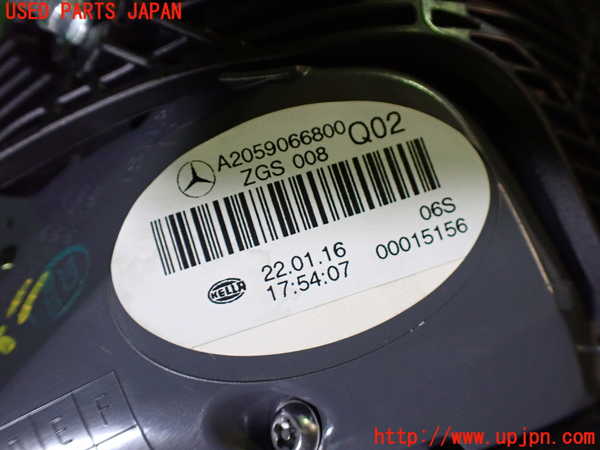 USED PARTS JAPAN
A2059066800 Q02
ZGS 008
06S
22.01.16 00015156
HELLA 17:54:07
E F
http://www.upjpn.com/